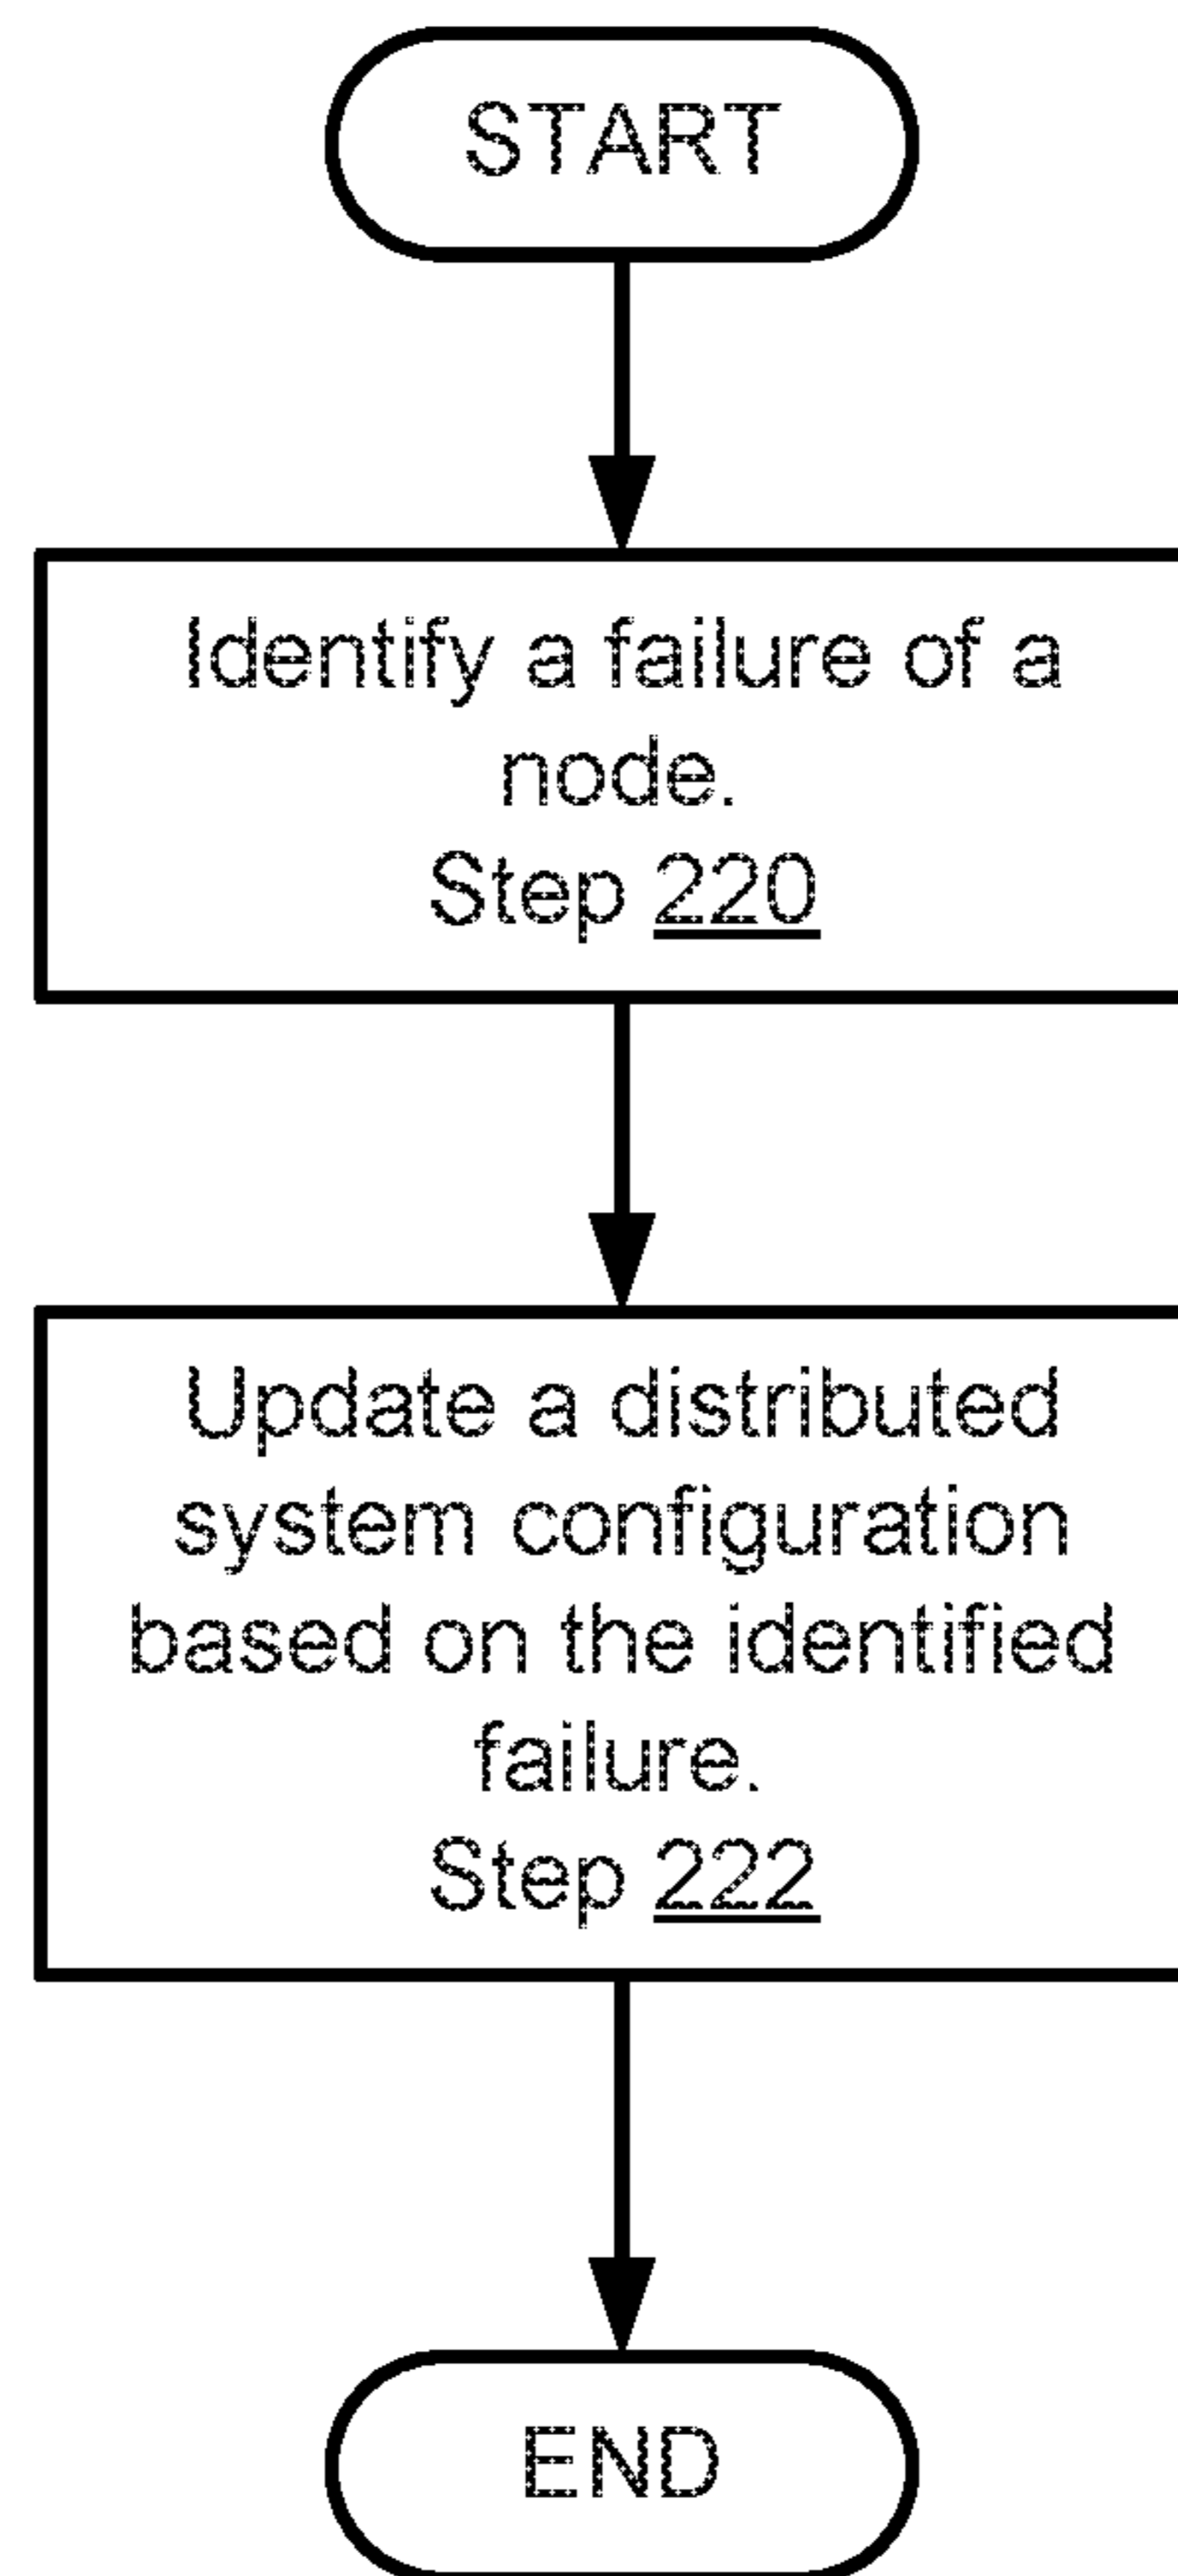 START
Identify a failure of a
node.
Step 220
Update a distributed
system configuration
based on the identified
failure.
Step 222
END